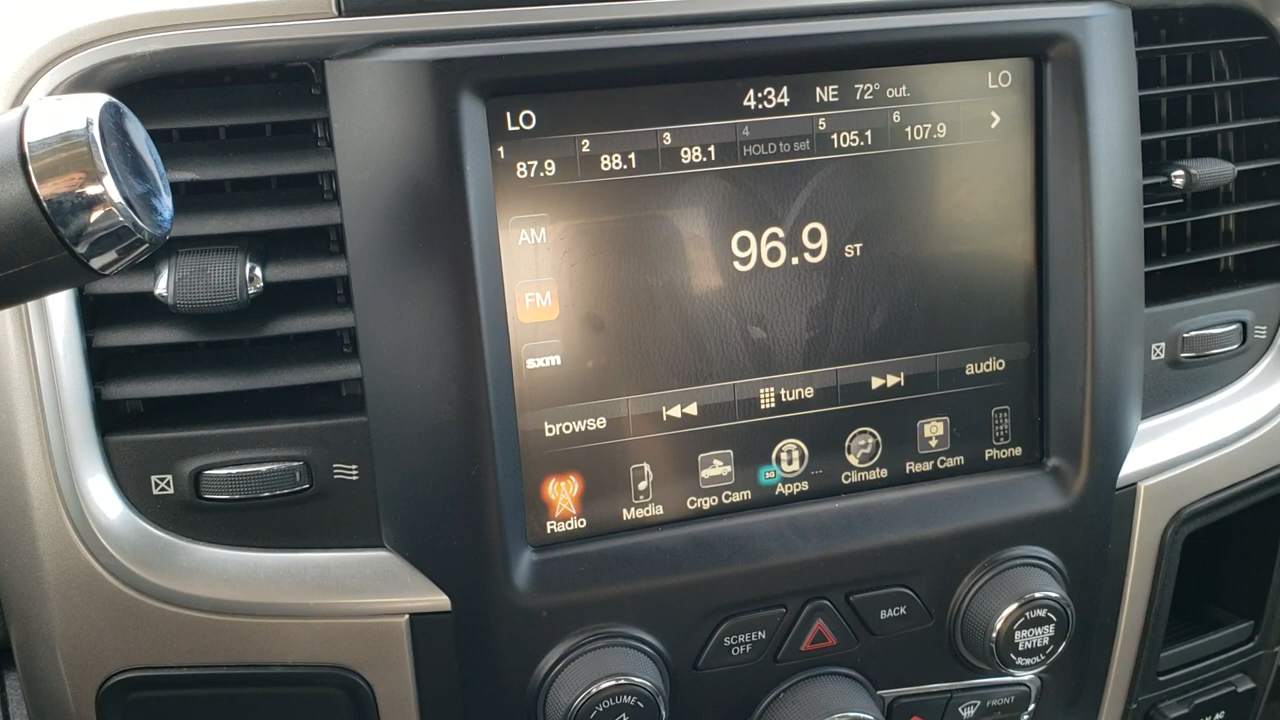 LO 4:34 NE 72° out. LO
1 87.9 2 88.1 3 98.1 4 HOLD to set 5 105.1 6 107.9
AM
96.9 ST
FM
sxm
browse tune audio
Radio Media Crgo Cam 3G Apps Climate Rear Cam Phone
SCREEN OFF
BACK
TUNE
BROWSE
ENTER
SCROLL
VOLUME
FRONT
AC